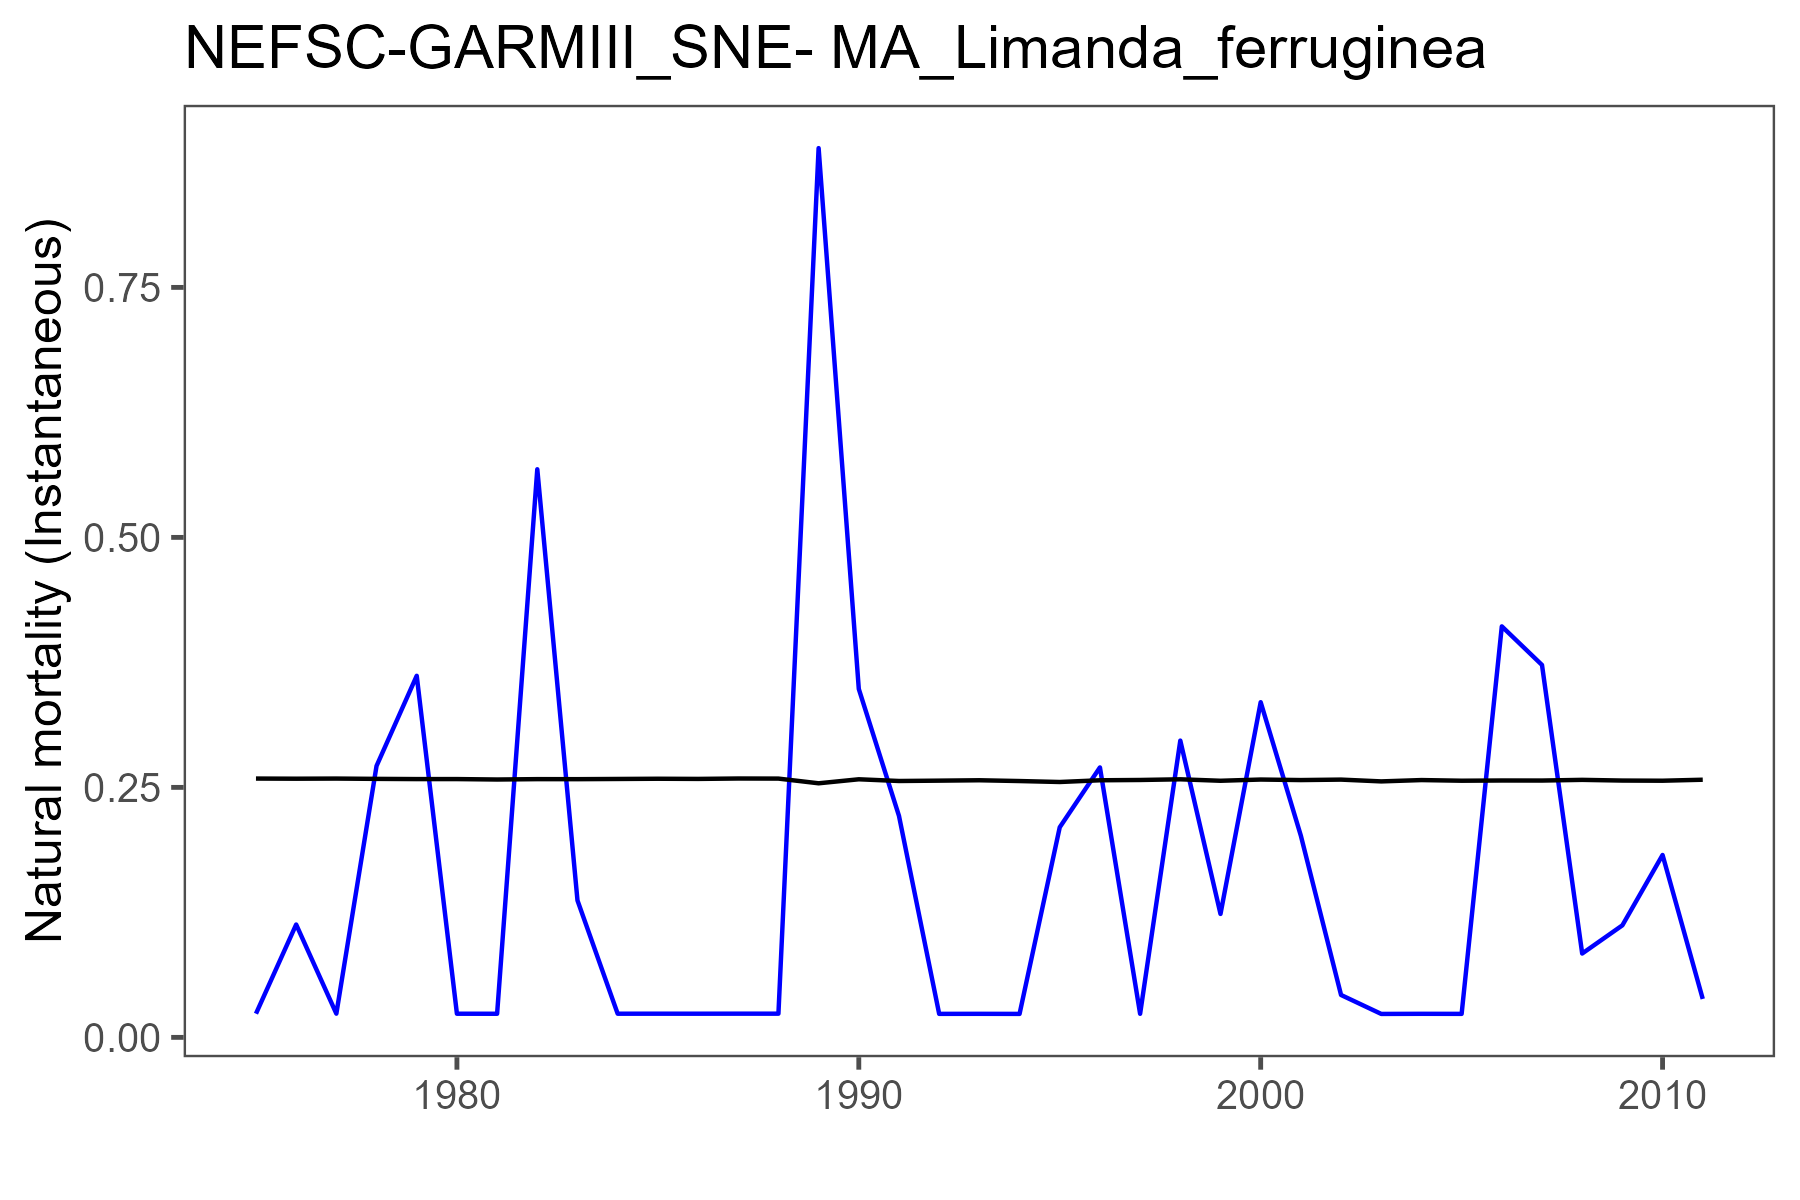 NEFSC-GARMIII_SNE- MA_Limanda_ferruginea
Natural mortality (Instantaneous)
0.75
0.50
0.25
0.00
1980 1990 2000 2010